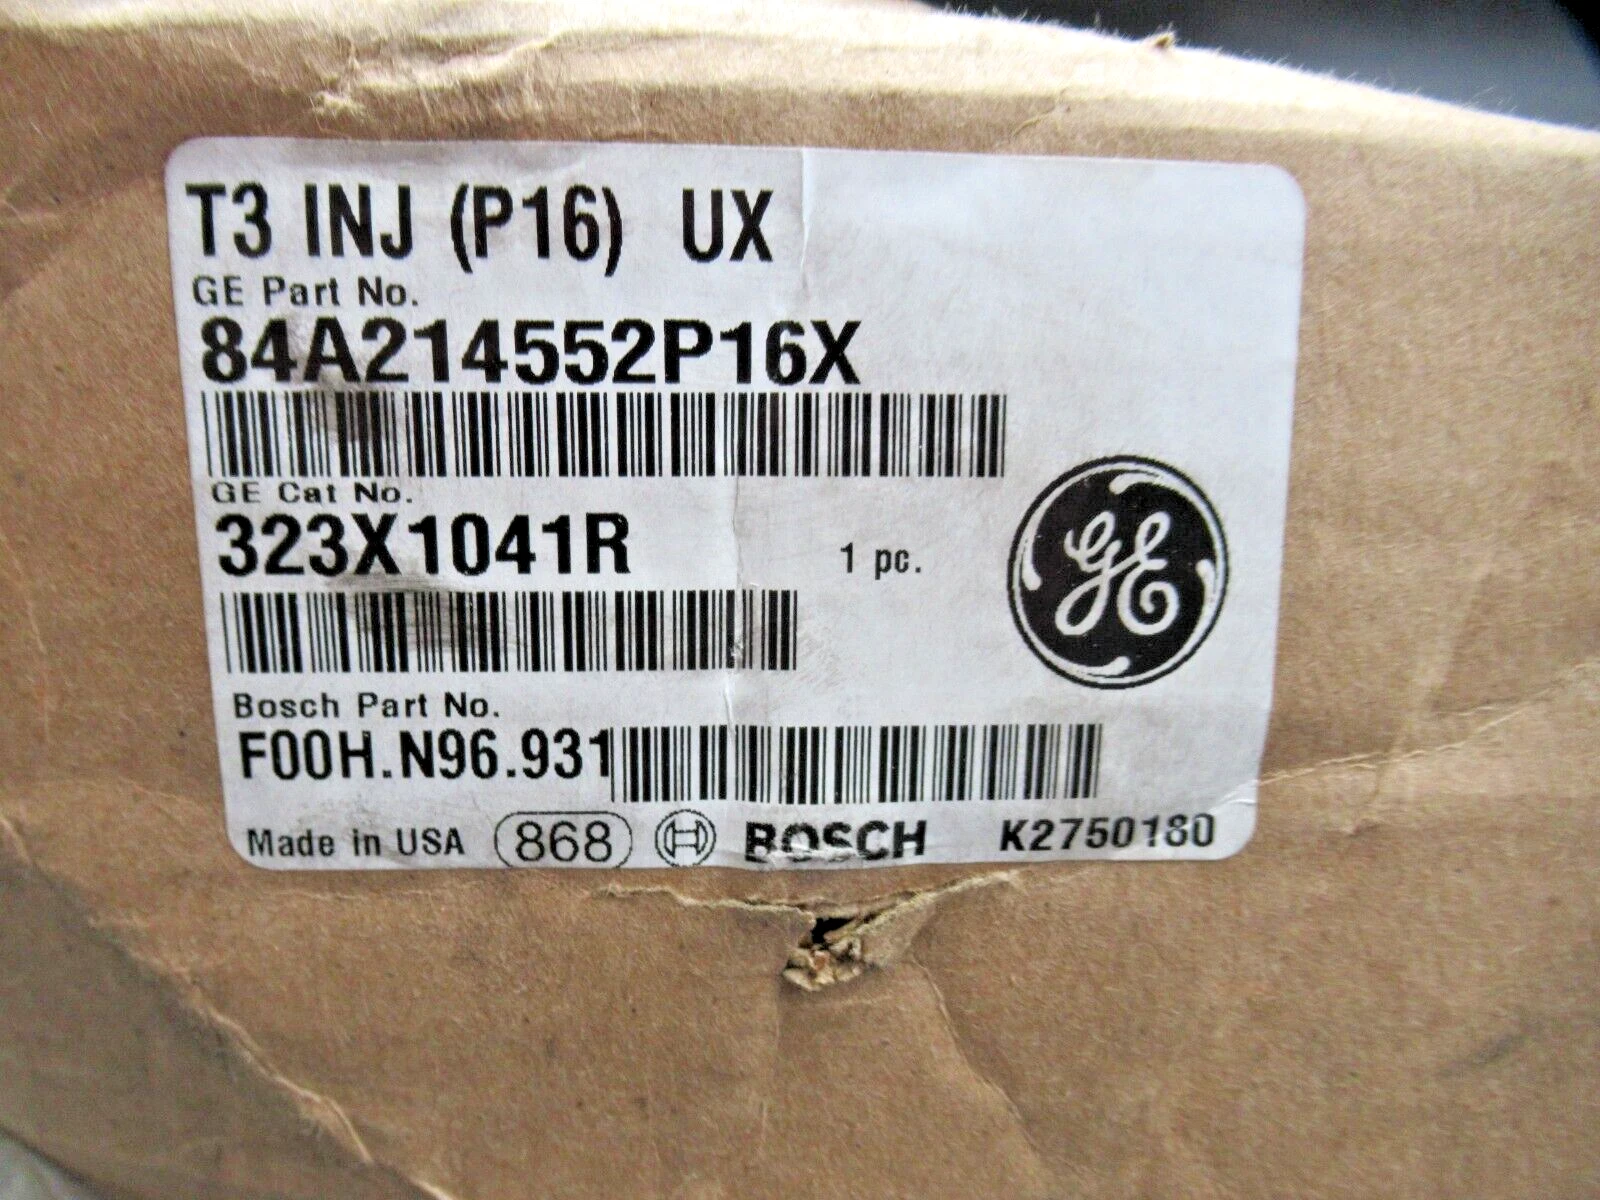 T3 INJ (P16) UX
GE Part No.
84A214552P16X
GE Cat No.
323X1041R
1 pc.
GE
Bosch Part No.
F00H.N96.931
Made in USA 868 BOSCH K2750180